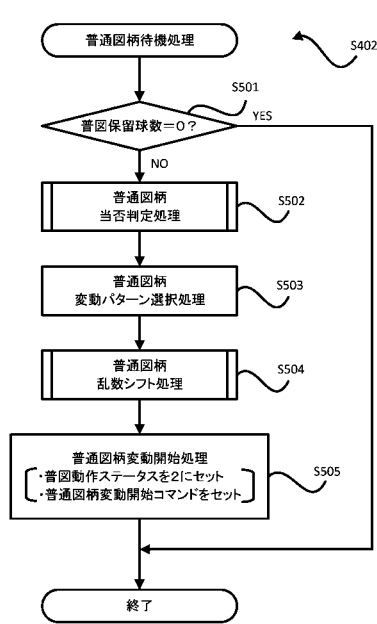 普通図柄待機処理
S402
S501
普図保留球数=0?
YES
NO
普通図柄
当否判定処理
S502
普通図柄
変動パターン選択処理
S503
普通図柄
乱数シフト処理
S504
普通図柄変動開始処理
・普図動作ステータスを2にセット
・普通図柄変動開始コマンドをセット
S505
終了